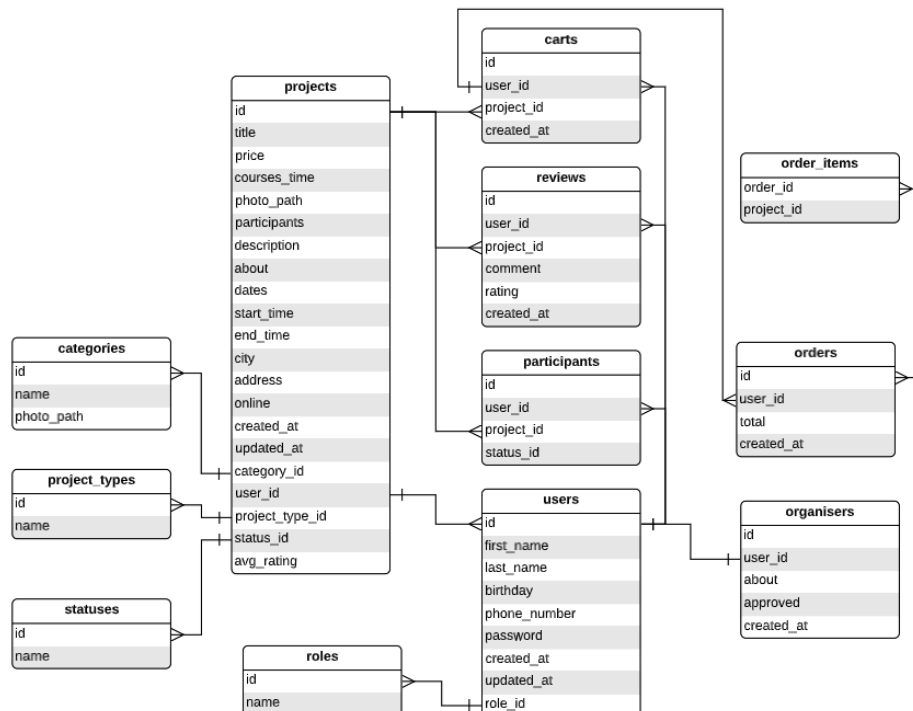 carts
id
user_id
project_id
created_at
projects
id
title
price
courses_time
photo_path
participants
description
about
dates
start_time
end_time
city
address
online
created_at
updated_at
category_id
user_id
project_type_id
status_id
avg_rating
reviews
id
user_id
project_id
comment
rating
created_at
order_items
order_id
project_id
categories
id
name
photo_path
participants
id
user_id
project_id
status_id
orders
id
user_id
total
created_at
project_types
id
name
users
id
first_name
last_name
birthday
phone_number
password
created_at
updated_at
role_id
organisers
id
user_id
about
approved
created_at
statuses
id
name
roles
id
name